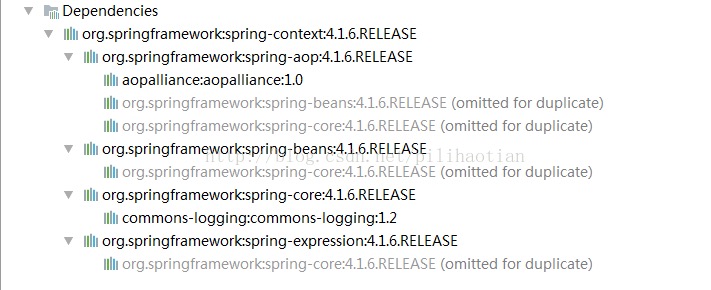 Dependencies
org.springframework:spring-context:4.1.6.RELEASE
org.springframework:spring-aop:4.1.6.RELEASE
aopalliance:aopalliance:1.0
org.springframework:spring-beans:4.1.6.RELEASE (omitted for duplicate)
org.springframework:spring-core:4.1.6.RELEASE (omitted for duplicate)
org.springframework:spring-beans:4.1.6.RELEASE
http://blog.csdn.net/pilihaotian
org.springframework:spring-core:4.1.6.RELEASE (omitted for duplicate)
org.springframework:spring-core:4.1.6.RELEASE
commons-logging:commons-logging:1.2
org.springframework:spring-expression:4.1.6.RELEASE
org.springframework:spring-core:4.1.6.RELEASE (omitted for duplicate)